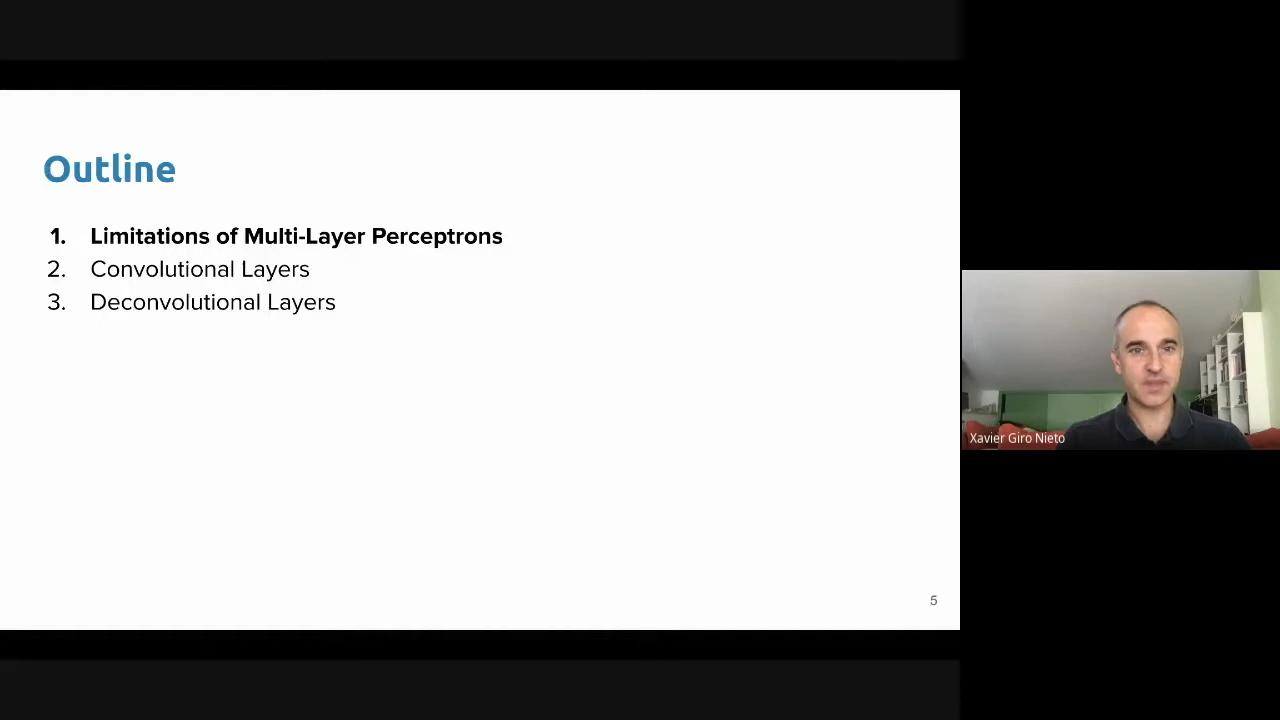 Outline
1. Limitations of Multi-Layer Perceptrons
2. Convolutional Layers
3. Deconvolutional Layers
5
Xavier Giro Nieto